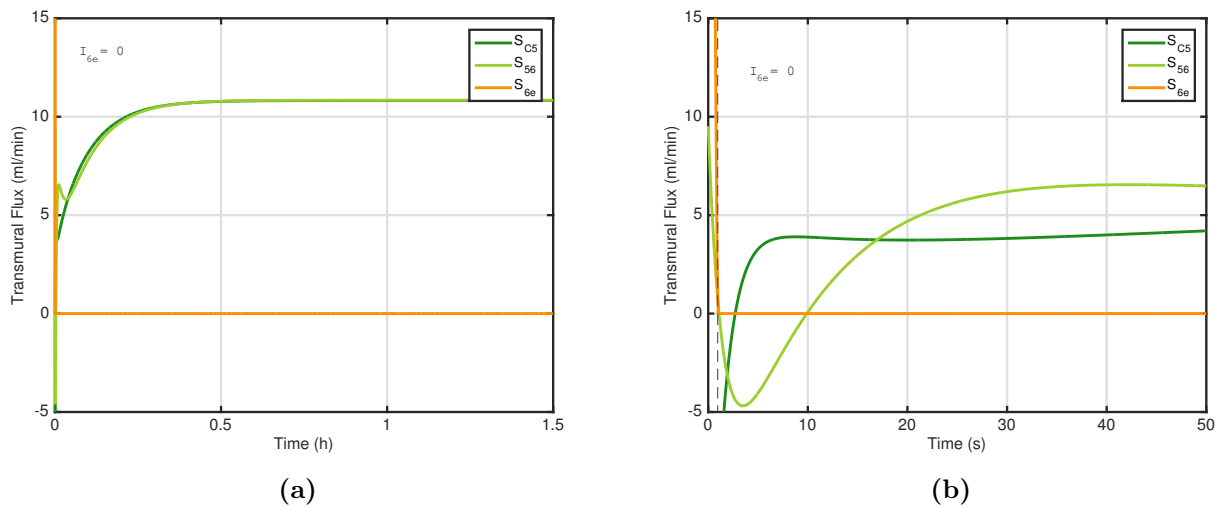 15
10
5
0
-5
Transmural Flux (ml/min)
I6e = 0
SC5
S56
S6e
0
0.5
1
1.5
Time (h)
(a)
15
10
5
0
-5
Transmural Flux (ml/min)
I6e = 0
SC5
S56
S6e
0
10
20
30
40
50
Time (s)
(b)